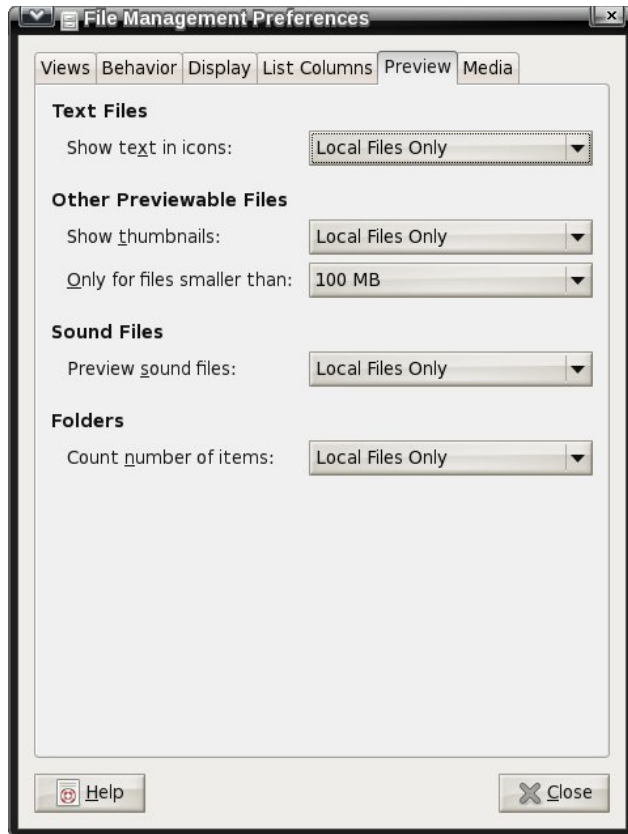 File Management Preferences
Views Behavior Display List Columns Preview Media
Text Files
Show text in icons: Local Files Only
Other Previewable Files
Show thumbnails: Local Files Only
Only for files smaller than: 100 MB
Sound Files
Preview sound files: Local Files Only
Folders
Count number of items: Local Files Only
Help Close